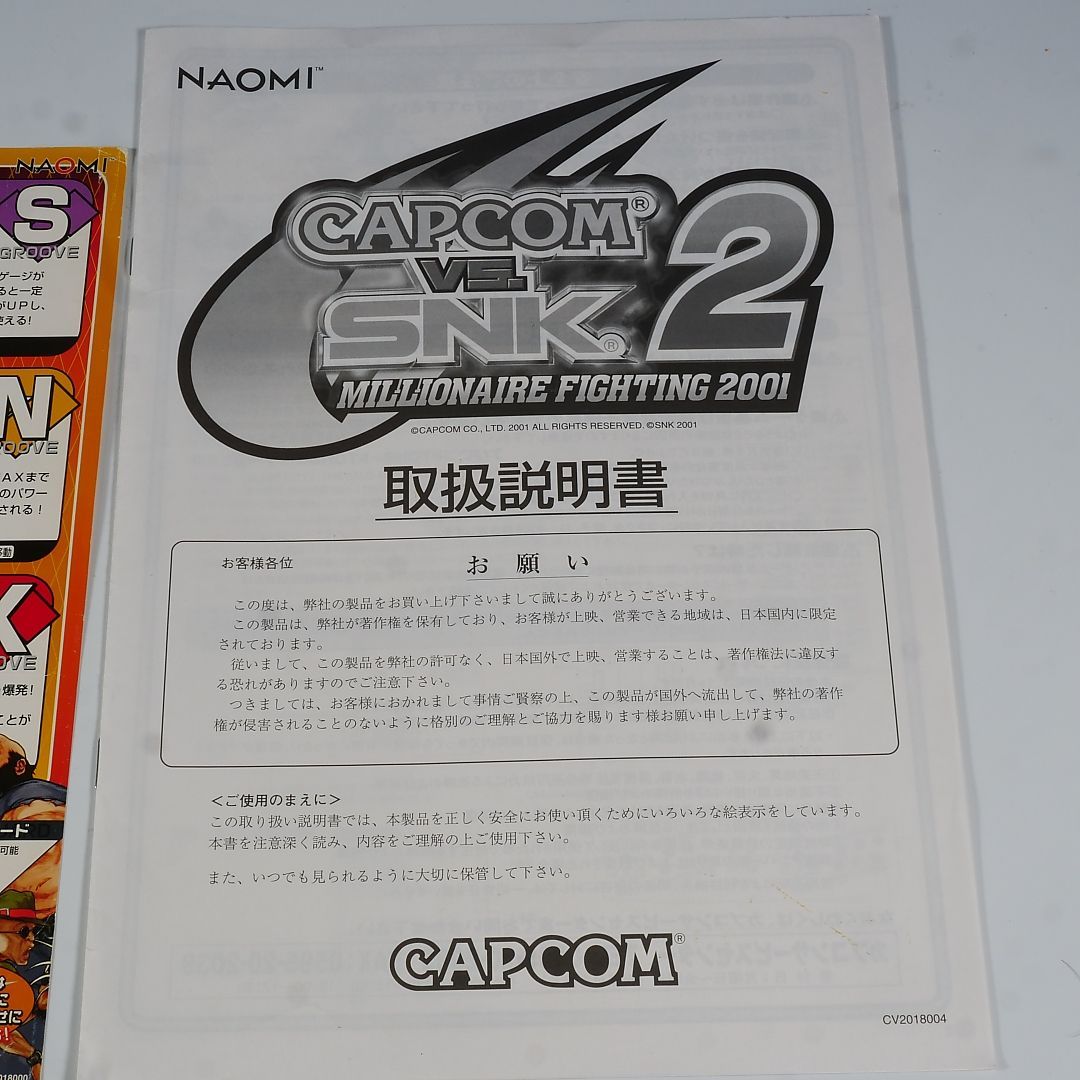 NAOMI™
CAPCOM®
VS.
SNK®
2
MILLIONAIRE FIGHTING 2001
©CAPCOM CO., LTD. 2001 ALL RIGHTS RESERVED. ©SNK 2001
取扱説明書
お客様各位
お願い
この度は、弊社の製品をお買い上げ下さいまして誠にありがとうございます。
この製品は、弊社が著作権を保有しており、お客様が上映、営業できる地域は、日本国内に限定
されております。
従いまして、この製品を弊社の許可なく、日本国外で上映、営業することは、著作権法に違反す
る恐れがありますのでご注意下さい。
つきましては、お客様におかれまして事情ご賢察の上、この製品が国外へ流出して、弊社の著作
権が侵害されることのないように格別のご理解とご協力を賜ります様お願い申し上げます。
＜ご使用のまえに＞
この取り扱い説明書では、本製品を正しく安全にお使い頂くためにいろいろな絵表示をしています。
本書を注意深く読み、内容をご理解の上ご使用下さい。
また、いつでも見られるように大切に保管して下さい。
CAPCOM®
CV2018004
NAOMI
S
GROOVE
ゲージが
ると一定
がUPし、
使える!
N
ROOVE
AXまで
のパワー
される!
移動
K
OVE
爆発!
ことが
ード
可能
に
せに
!
018000